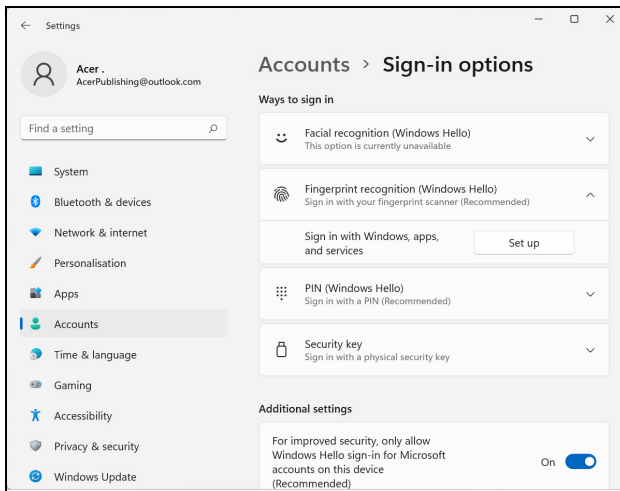 Settings
Acer .
AcerPublishing@outlook.com
Find a setting
System
Bluetooth & devices
Network & internet
Personalisation
Apps
Accounts
Time & language
Gaming
Accessibility
Privacy & security
Windows Update
Accounts > Sign-in options
Ways to sign in
Facial recognition (Windows Hello)
This option is currently unavailable
Fingerprint recognition (Windows Hello)
Sign in with your fingerprint scanner (Recommended)
Sign in with Windows, apps,
and services
Set up
PIN (Windows Hello)
Sign in with a PIN (Recommended)
Security key
Sign in with a physical security key
Additional settings
For improved security, only allow
Windows Hello sign-in for Microsoft
accounts on this device
(Recommended)
On